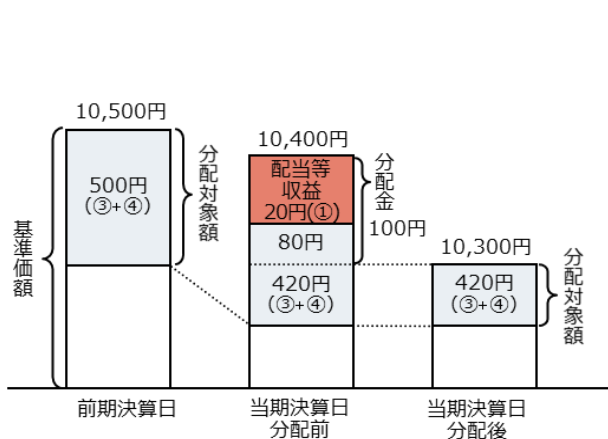 10,500円
500円
(③+④)
分配対象額
基準価額
10,400円
配当等
収益
20円(①)
80円
420円
(③+④)
分配金
100円
10,300円
420円
(③+④)
分配対象額
前期決算日
当期決算日
分配前
当期決算日
分配後